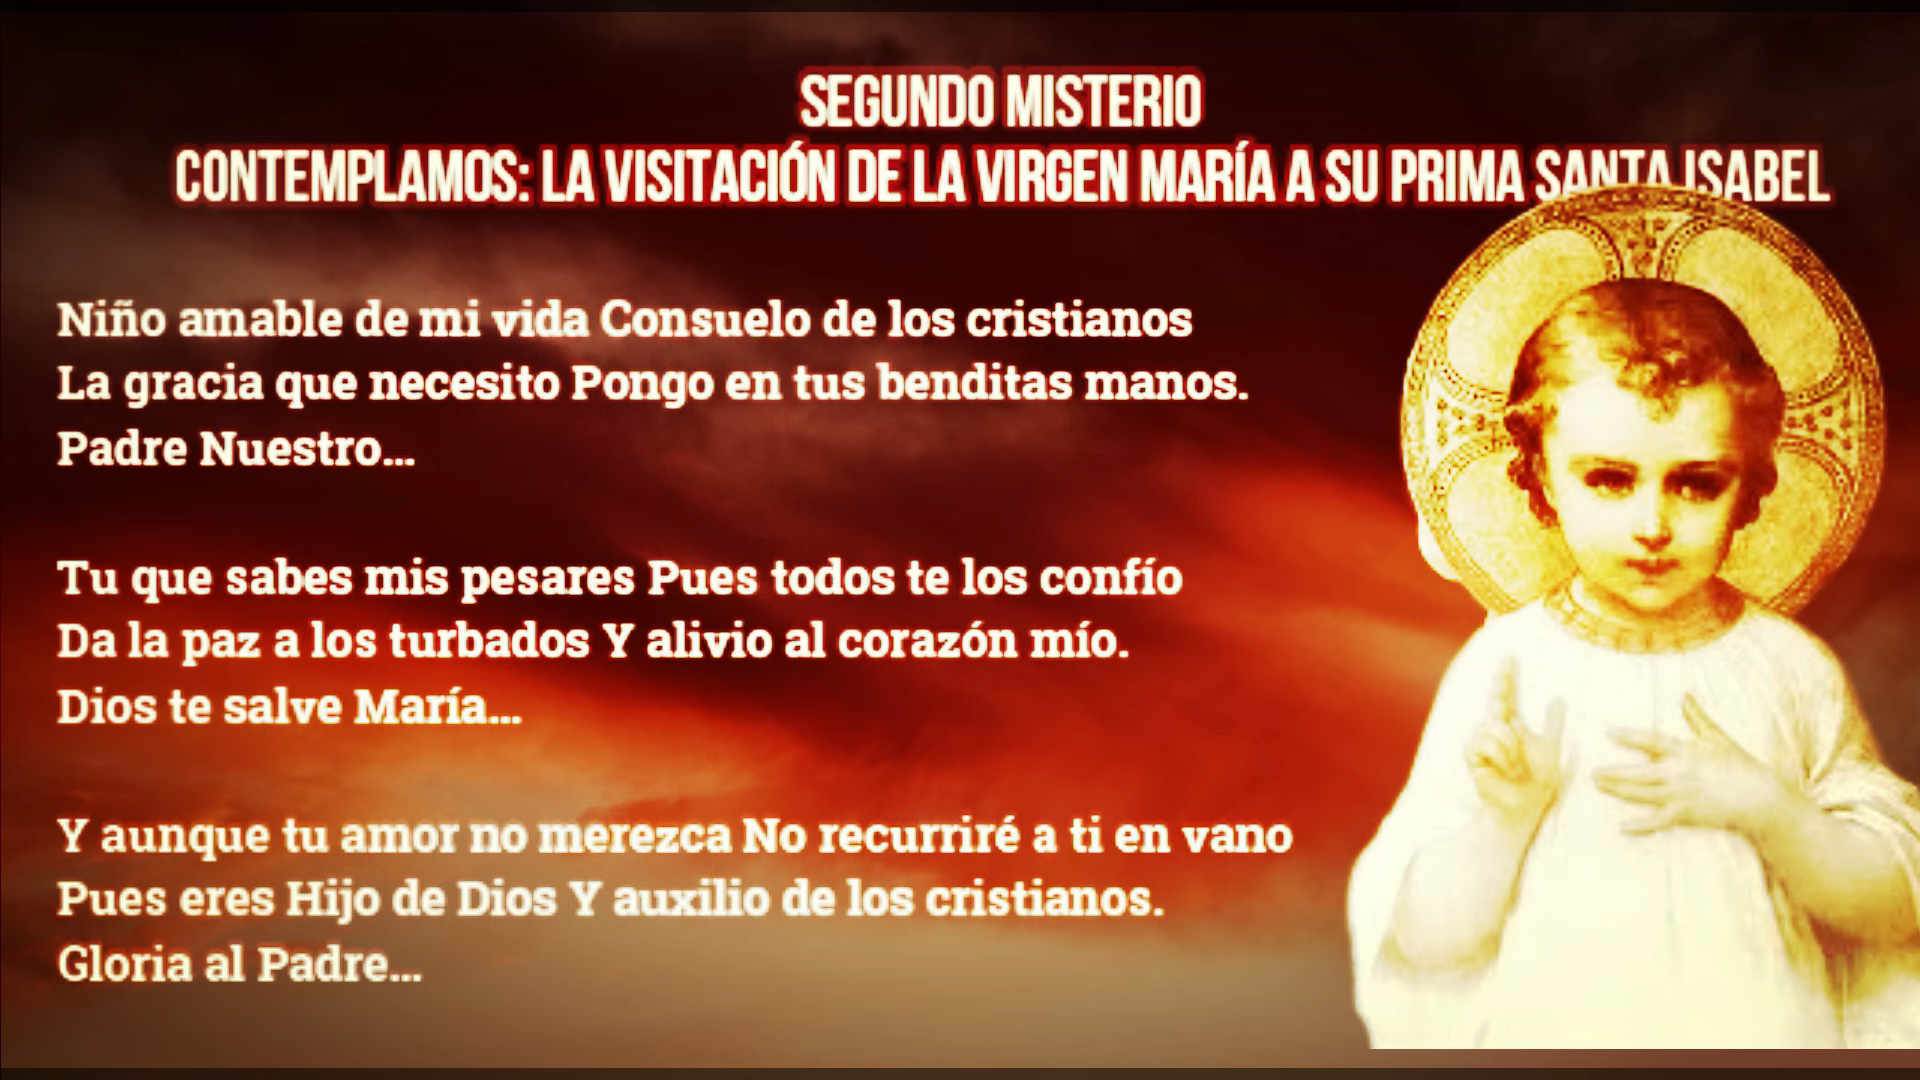 SEGUNDO MISTERIO
CONTEMPLAMOS: LA VISITACIÓN DE LA VIRGEN MARÍA A SU PRIMA SANTA ISABEL
Niño amable de mi vida Consuelo de los cristianos
La gracia que necesito Pongo en tus benditas manos.
Padre Nuestro...
Tu que sabes mis pesares Pues todos te los confío
Da la paz a los turbados Y alivio al corazón mío.
Dios te salve María...
Y aunque tu amor no merezca No recurriré a ti en vano
Pues eres Hijo de Dios Y auxilio de los cristianos.
Gloria al Padre...